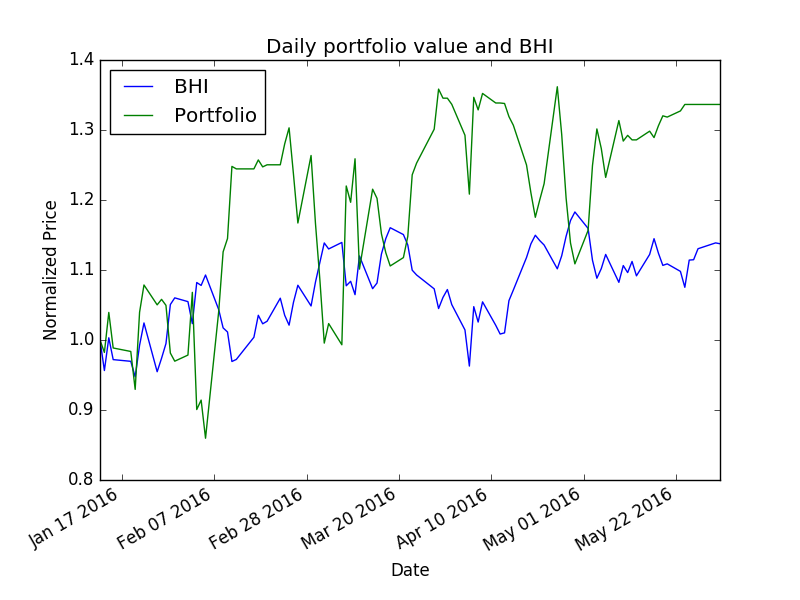 Daily portfolio value and BHI
1.4
1.3
1.2
1.1
1.0
0.9
0.8
Normalized Price
BHI
Portfolio
Jan 17 2016
Feb 07 2016
Feb 28 2016
Mar 20 2016
Apr 10 2016
May 01 2016
May 22 2016
Date